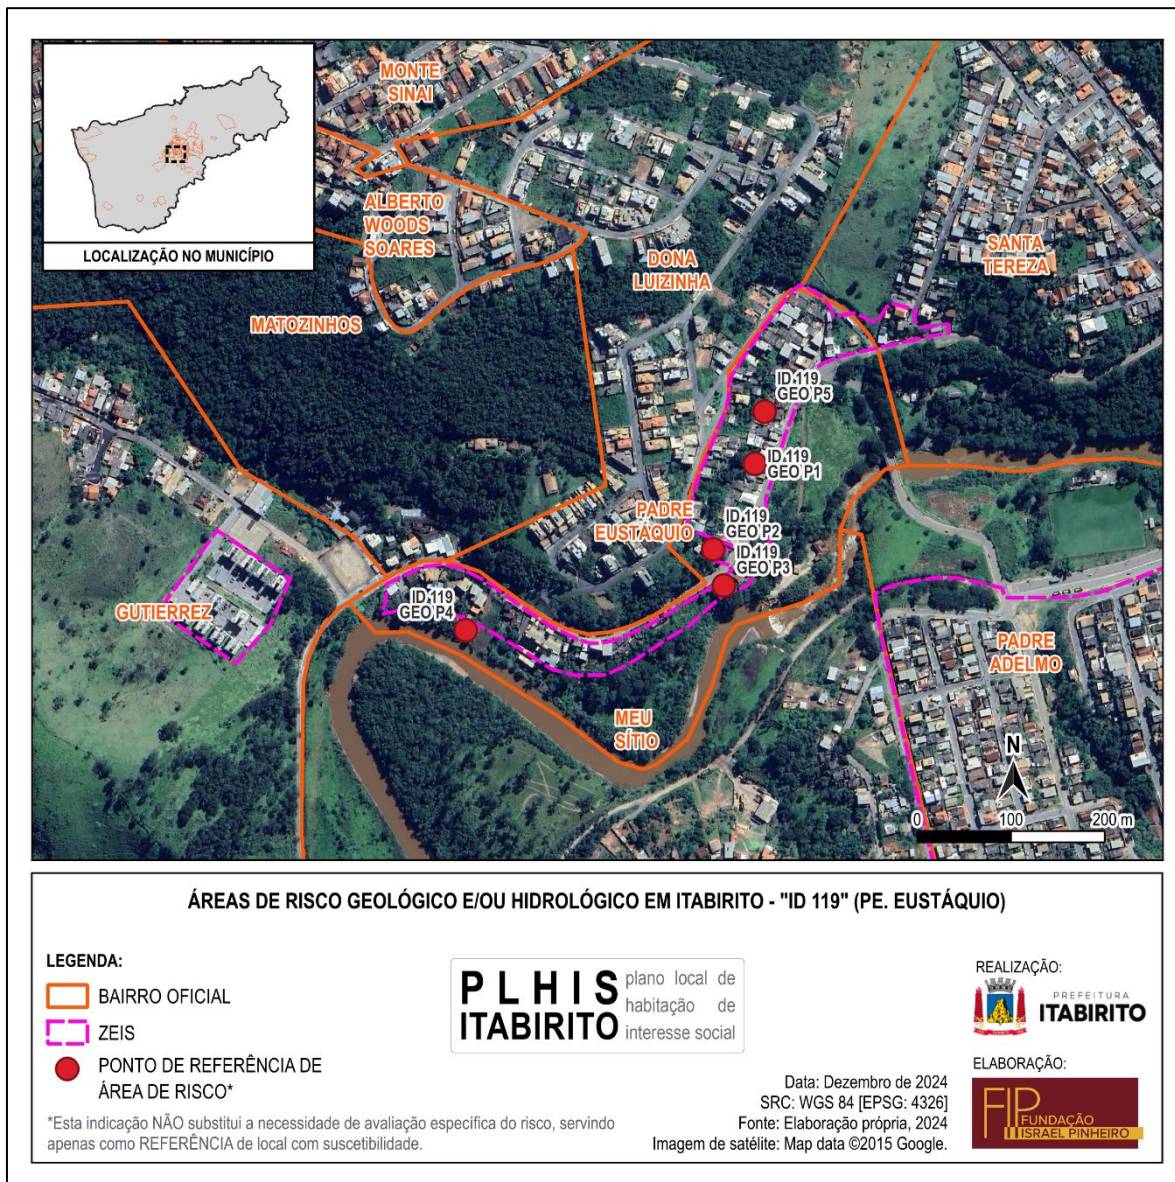 LOCALIZAÇÃO NO MUNICÍPIO
MONTE
SINAI
ALBERTO
WOODS
SOARES
DONA
LUIZINHA
SANTA
TEREZA
MATOZINHOS
ID 119
GEO P5
ID 119
GEO P1
PADRE
EUSTÁQUIO
ID 119
GEO P2
ID 119
GEO P3
ID 119
GEO P4
GUTIERREZ
MEU
SÍTIO
PADRE
ADELMO
N
0 100 200 m
ÁREAS DE RISCO GEOLÓGICO E/OU HIDROLÓGICO EM ITABIRITO - "ID 119" (PE. EUSTÁQUIO)
LEGENDA:
BAIRRO OFICIAL
ZEIS
PONTO DE REFERÊNCIA DE
ÁREA DE RISCO*
*Esta indicação NÃO substitui a necessidade de avaliação específica do risco, servindo
apenas como REFERÊNCIA de local com suscetibilidade.
PLHIS
ITABIRITO
plano local de
habitação de
interesse social
Data: Dezembro de 2024
SRC: WGS 84 [EPSG: 4326]
Fonte: Elaboração própria, 2024
Imagem de satélite: Map data ©2015 Google.
REALIZAÇÃO:
PREFEITURA
ITABIRITO
ELABORAÇÃO:
FIP
FUNDAÇÃO
ISRAEL PINHEIRO